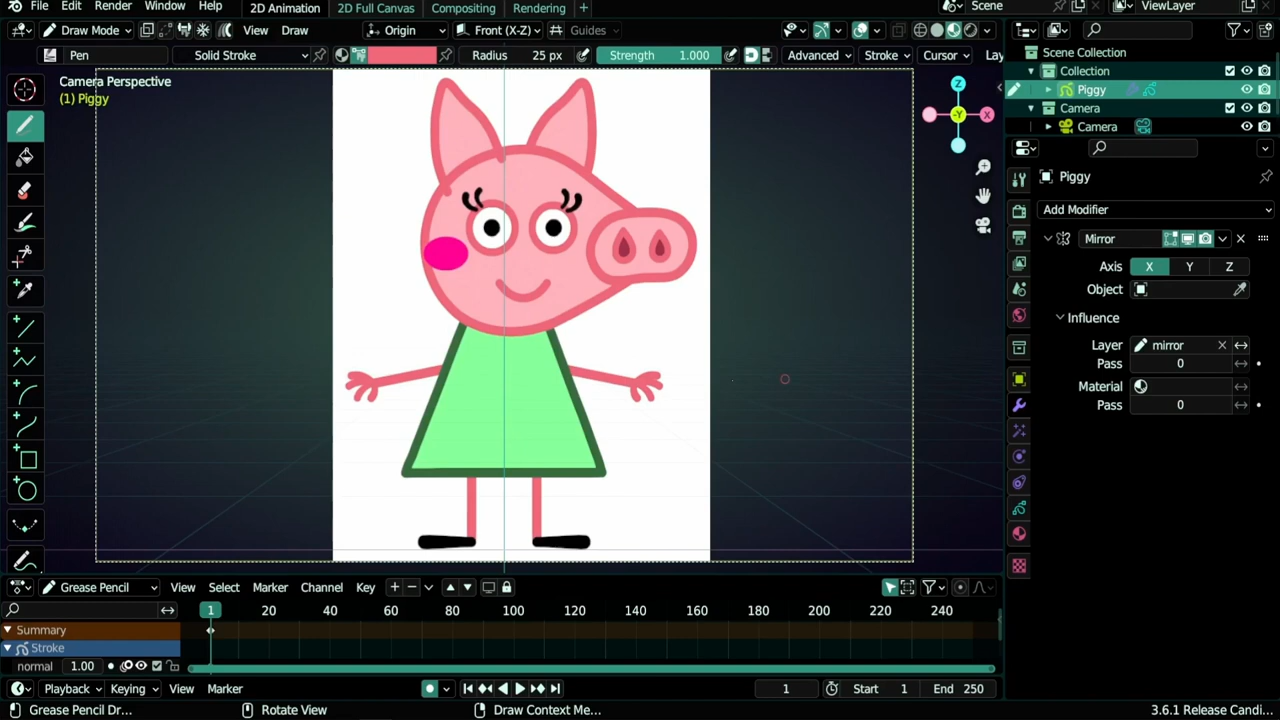 File Edit Render Window Help 2D Animation 2D Full Canvas Compositing Rendering + Scene ViewLayer
Draw Mode View Draw Origin Front (X-Z) Guides
Pen Solid Stroke Radius 25 px Strength 1.000 Advanced Stroke Cursor Lay
Camera Perspective
(1) Piggy
Z
-Y
X
Scene Collection
Collection
Piggy
Camera
Camera
Piggy
Add Modifier
Mirror
Axis X Y Z
Object
Influence
Layer mirror
Pass 0
Material
Pass 0
Grease Pencil View Select Marker Channel Key
1 20 40 60 80 100 120 140 160 180 200 220 240
Summary
Stroke
normal 1.00
Playback Keying View Marker 1 Start 1 End 250
Grease Pencil Dr... Rotate View Draw Context Me... 3.6.1 Release Candi...